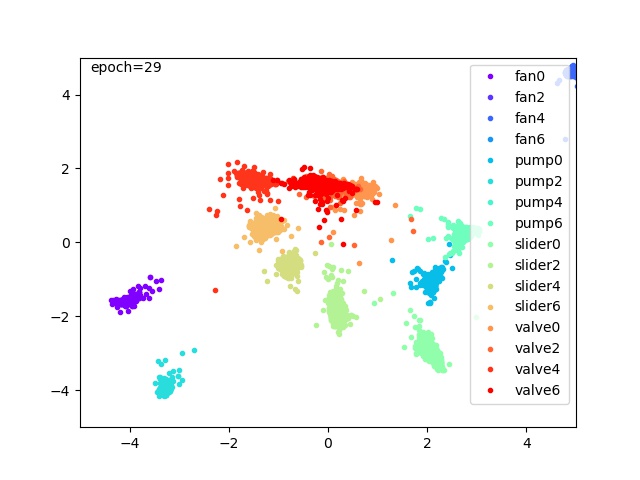 epoch=29
fan0
fan2
fan4
fan6
pump0
pump2
pump4
pump6
slider0
slider2
slider4
slider6
valve0
valve2
valve4
valve6
4
2
0
−2
−4
−4 −2 0 2 4